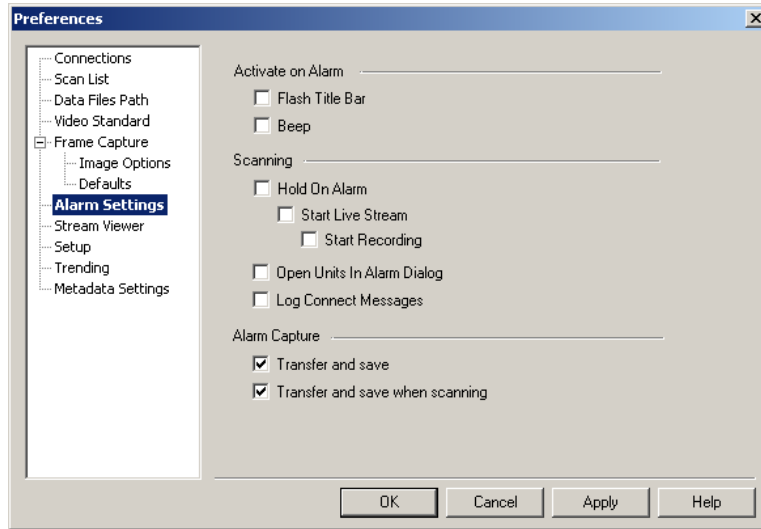 Preferences
Connections
Scan List
Data Files Path
Video Standard
Frame Capture
Image Options
Defaults
Alarm Settings
Stream Viewer
Setup
Trending
Metadata Settings
Activate on Alarm
Flash Title Bar
Beep
Scanning
Hold On Alarm
Start Live Stream
Start Recording
Open Units In Alarm Dialog
Log Connect Messages
Alarm Capture
Transfer and save
Transfer and save when scanning
OK Cancel Apply Help